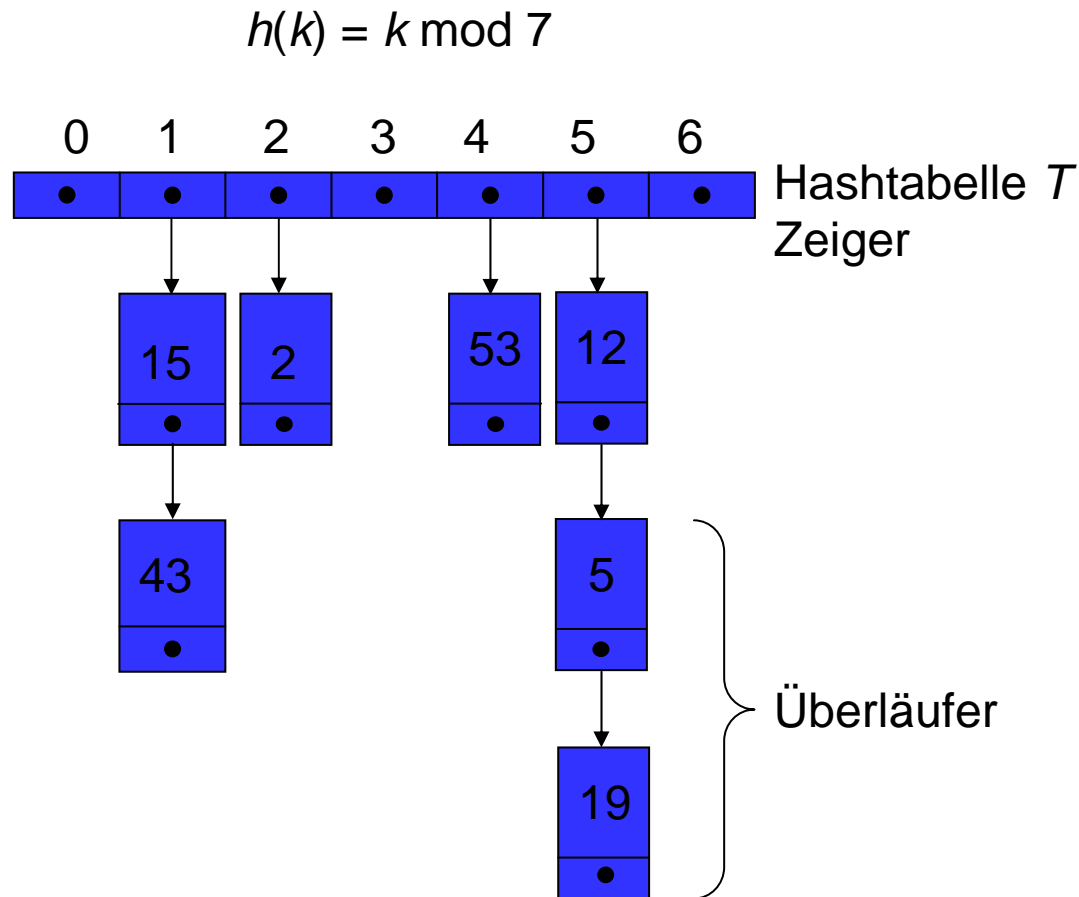 h(k) = k mod 7
0 1 2 3 4 5 6
Hashtabelle T
Zeiger
15 2 53 12
43 5
Überläufer
19